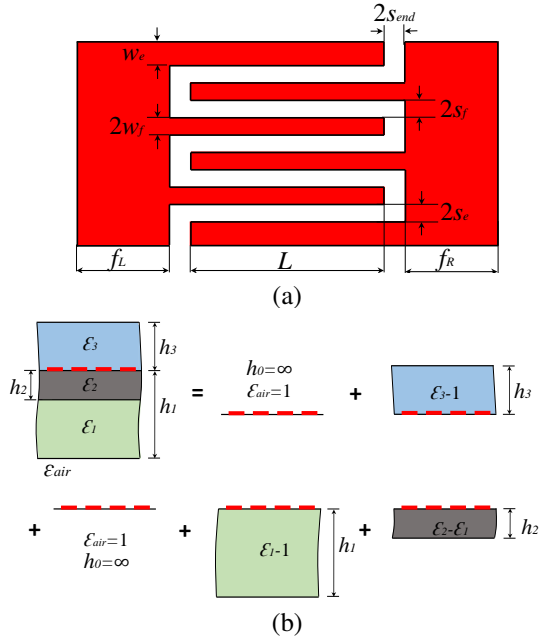 2s_end
w_e
2w_f
2s_f
2s_e
f_L
L
f_R
(a)
ε_3
h_3
h_2
ε_2
ε_1
h_1
ε_air
=
h_0=∞
ε_air=1
+
ε_3-1
h_3
+
ε_air=1
h_0=∞
+
ε_1-1
h_1
+
ε_2-ε_1
h_2
(b)